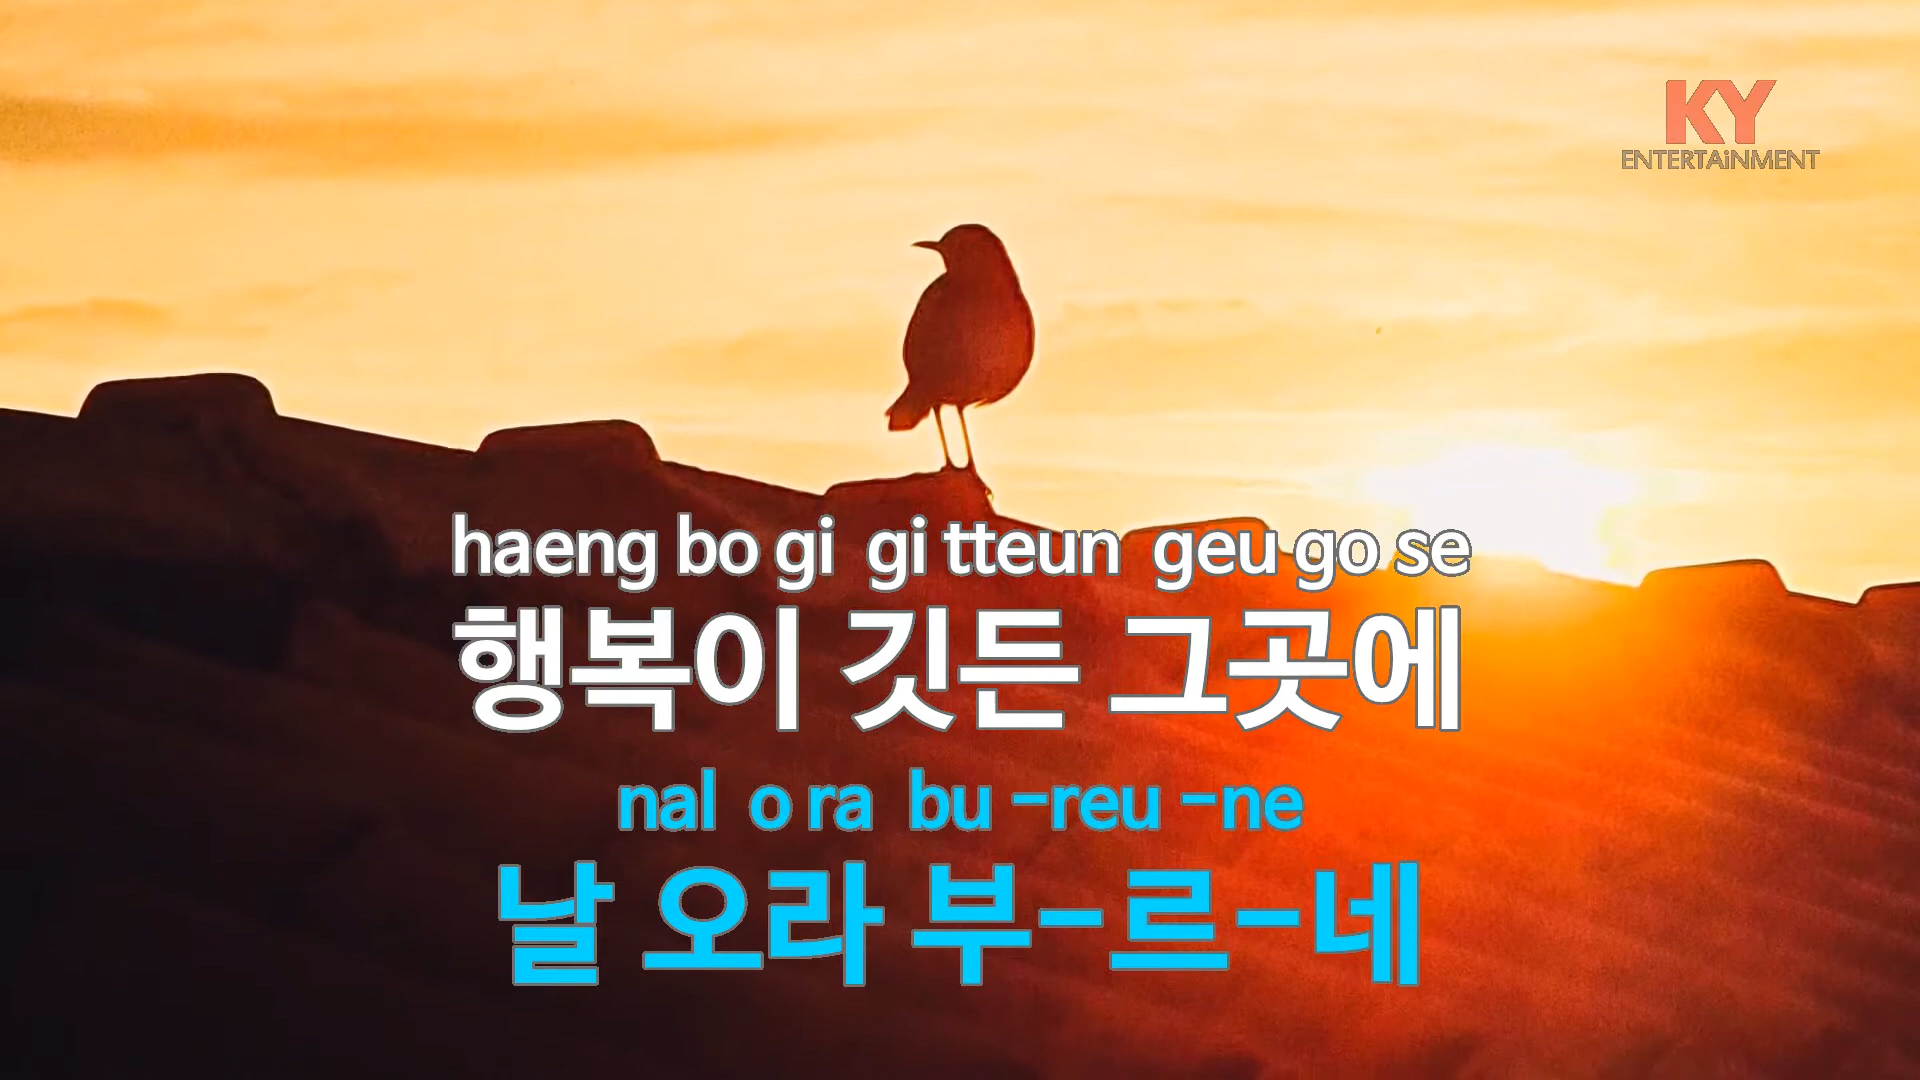 KY
ENTERTAiNMENT
haeng bo gi gi tteun geu go se
행복이 깃든 그곳에
nal o ra bu -reu -ne
날 오라 부-르-네